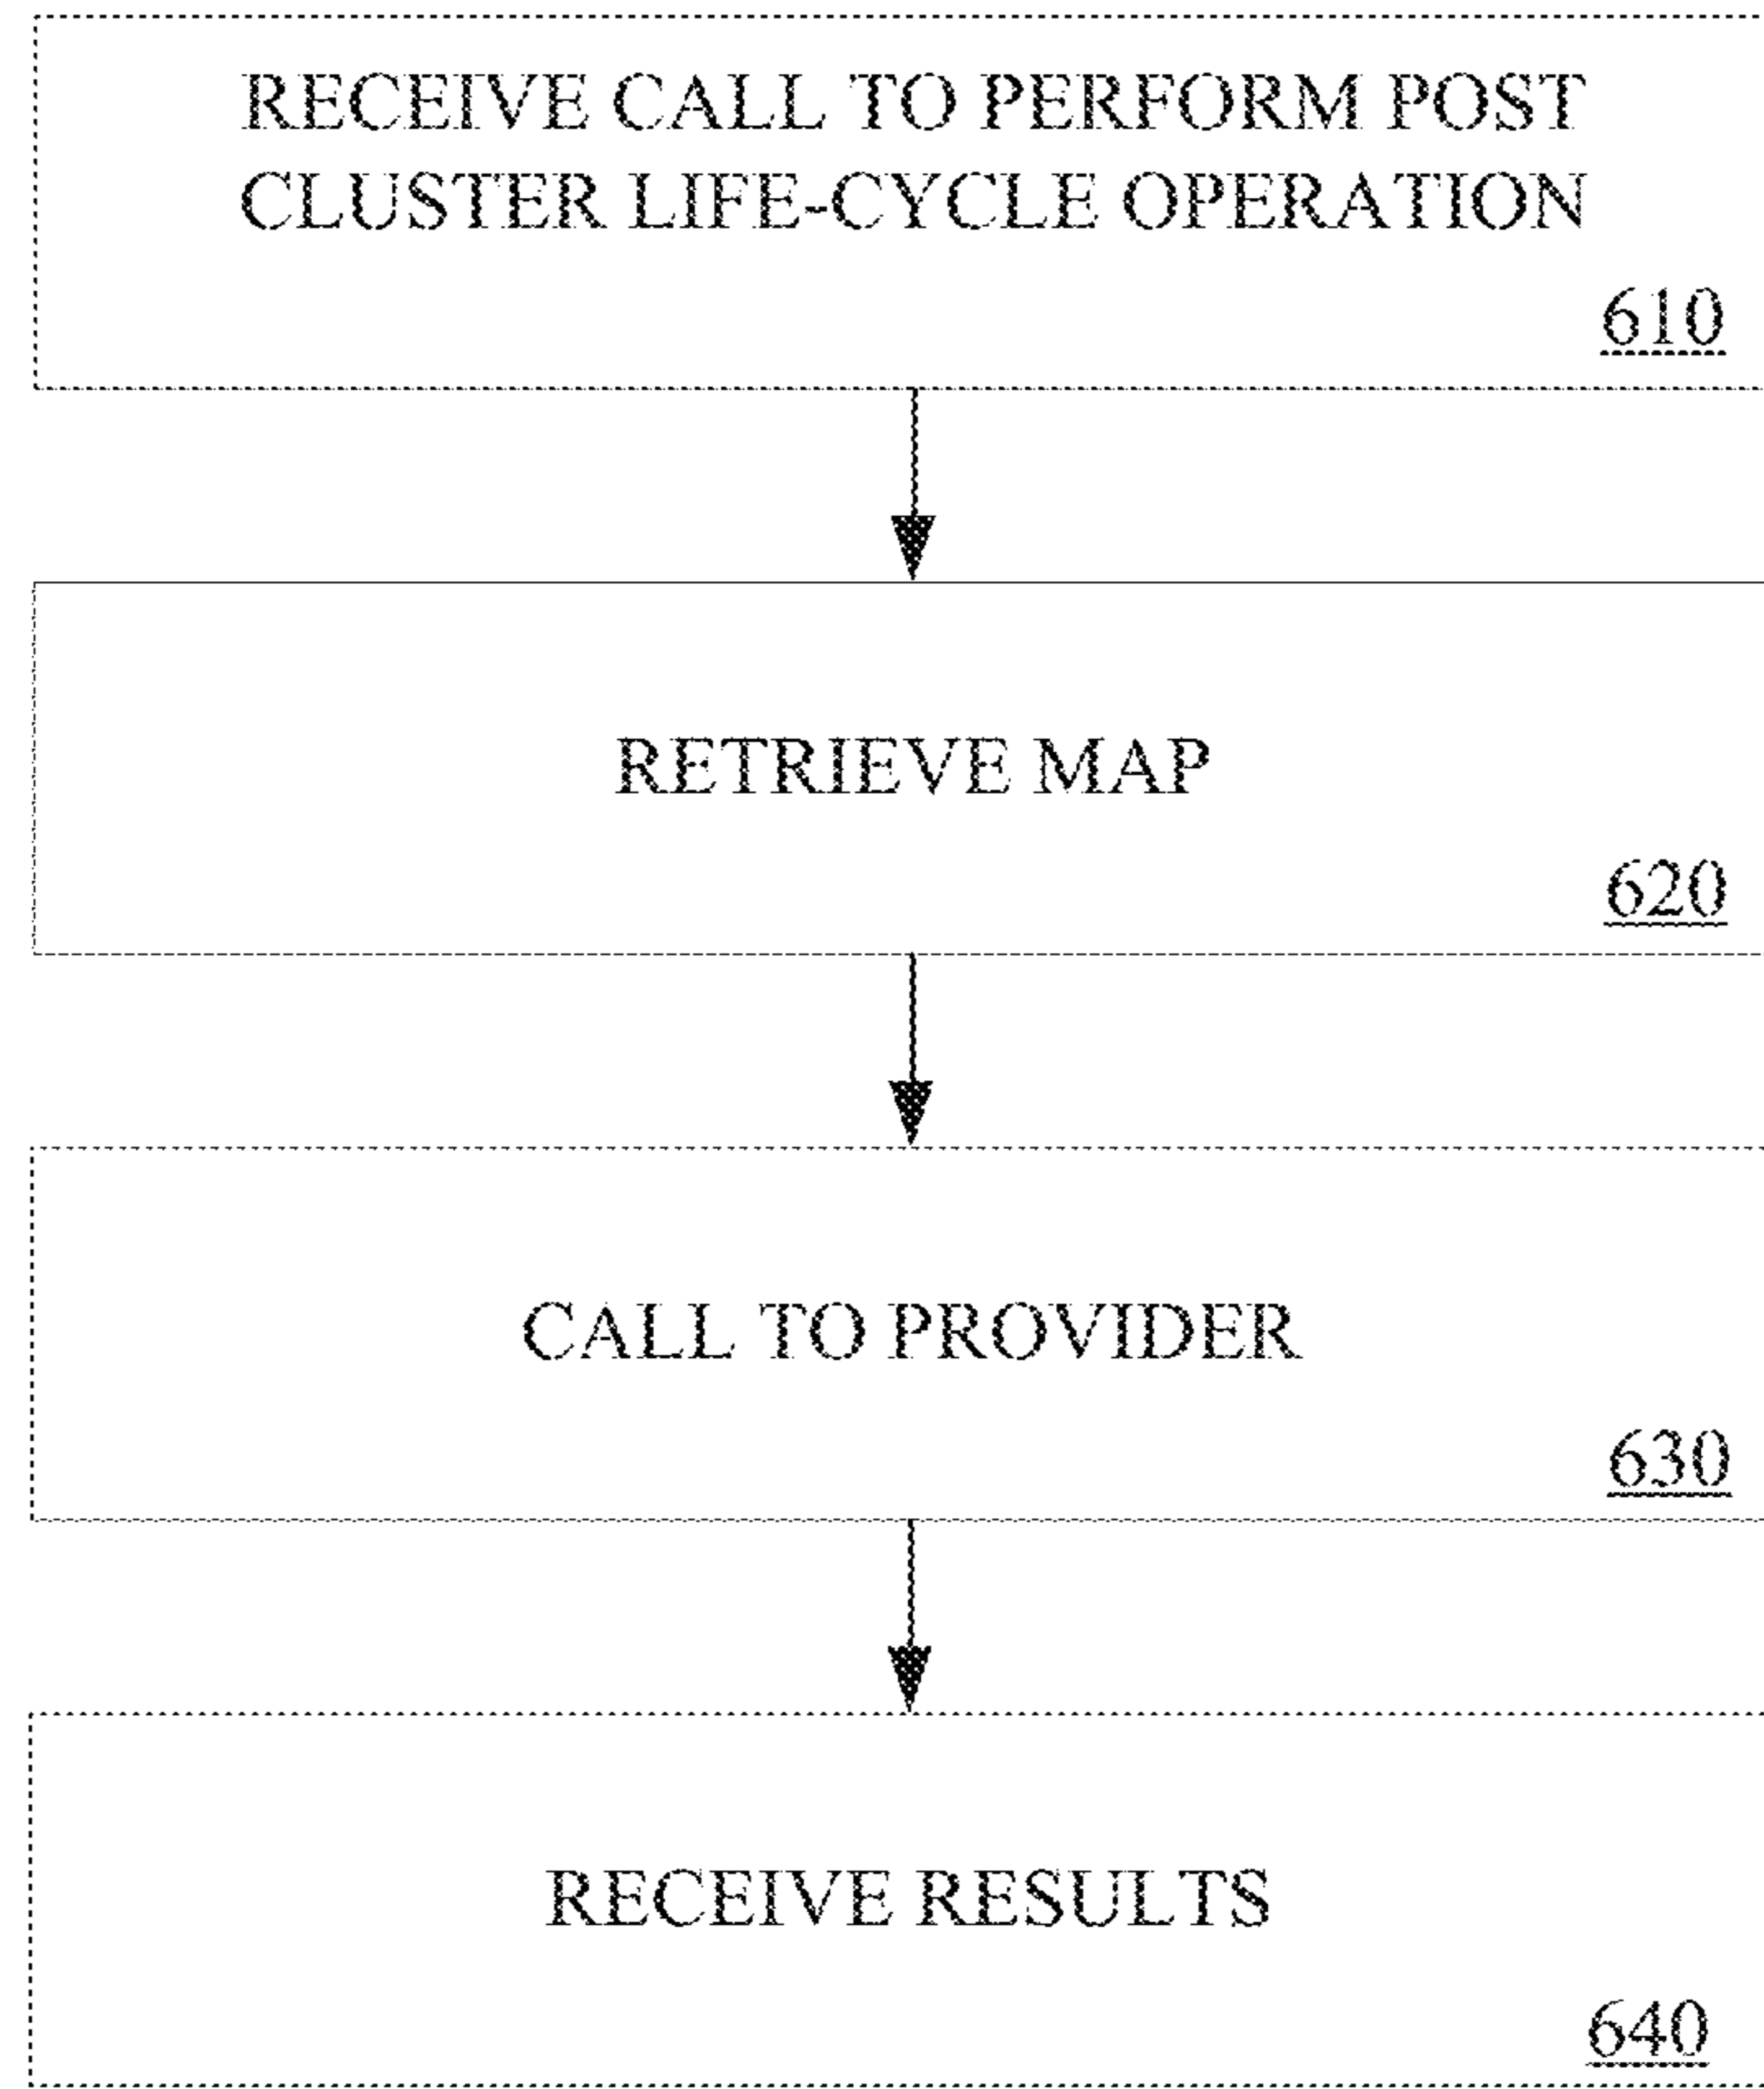 RECEIVE CALL TO PERFORM POST
CLUSTER LIFE-CYCLE OPERATION
610
RETRIEVE MAP
620
CALL TO PROVIDER
630
RECEIVE RESULTS
640